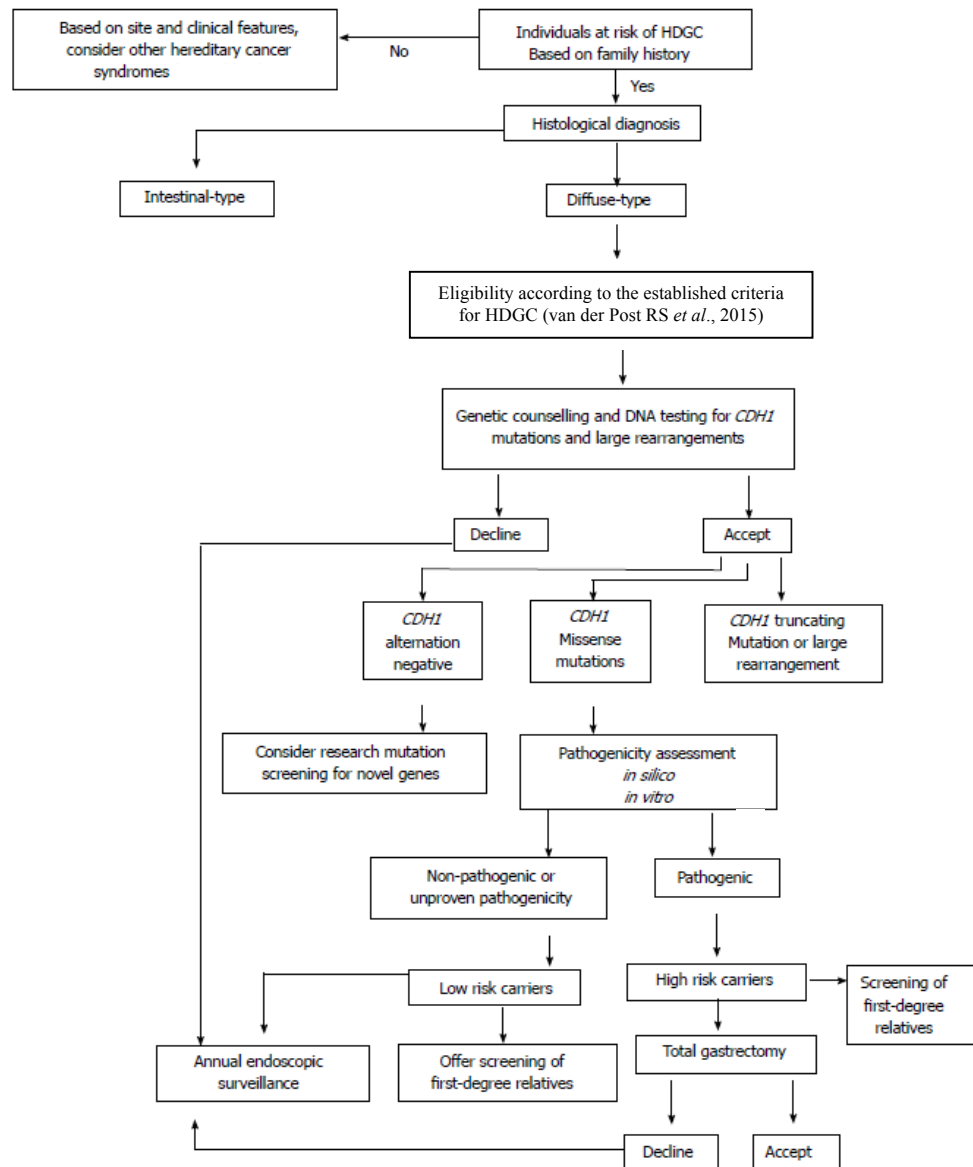 Based on site and clinical features,
consider other hereditary cancer
syndromes
No
Individuals at risk of HDGC
Based on family history
Yes
Histological diagnosis
Intestinal-type
Diffuse-type
Eligibility according to the established criteria
for HDGC (van der Post RS et al., 2015)
Genetic counselling and DNA testing for CDH1
mutations and large rearrangements
Decline
Accept
CDH1
alternation
negative
CDH1
Missense
mutations
CDH1 truncating
Mutation or large
rearrangement
Consider research mutation
screening for novel genes
Pathogenicity assessment
in silico
in vitro
Non-pathogenic or
unproven pathogenicity
Pathogenic
Low risk carriers
High risk carriers
Screening of
first-degree
relatives
Annual endoscopic
surveillance
Offer screening of
first-degree relatives
Total gastrectomy
Decline
Accept